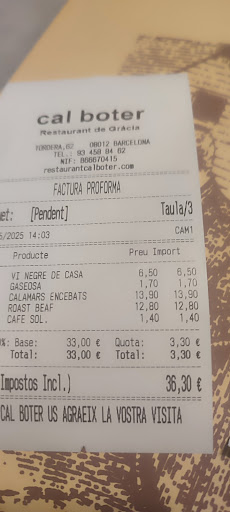 cal boter
Restaurant de Gràcia
TORDERA,62 08012 BARCELONA
TEL.: 93 458 84 62
NIF: B66670415
restaurantcalboter.com
FACTURA PROFORMA
uet: [Pendent] Taula/3
5/2025 14:03 CAM1
Producte Preu Import
VI NEGRE DE CASA 6,50 6,50
GASEOSA 1,70 1,70
CALAMARS ENCEBATS 13,90 13,90
ROAST BEAF 12,80 12,80
CAFE SOL. 1,40 1,40
0%: Base: 33,00 € Quota: 3,30 €
Total: 33,00 € Total: 3,30 €
(Impostos Incl.) 36,30 €
CAL BOTER US AGRAEIX LA VOSTRA VISITA